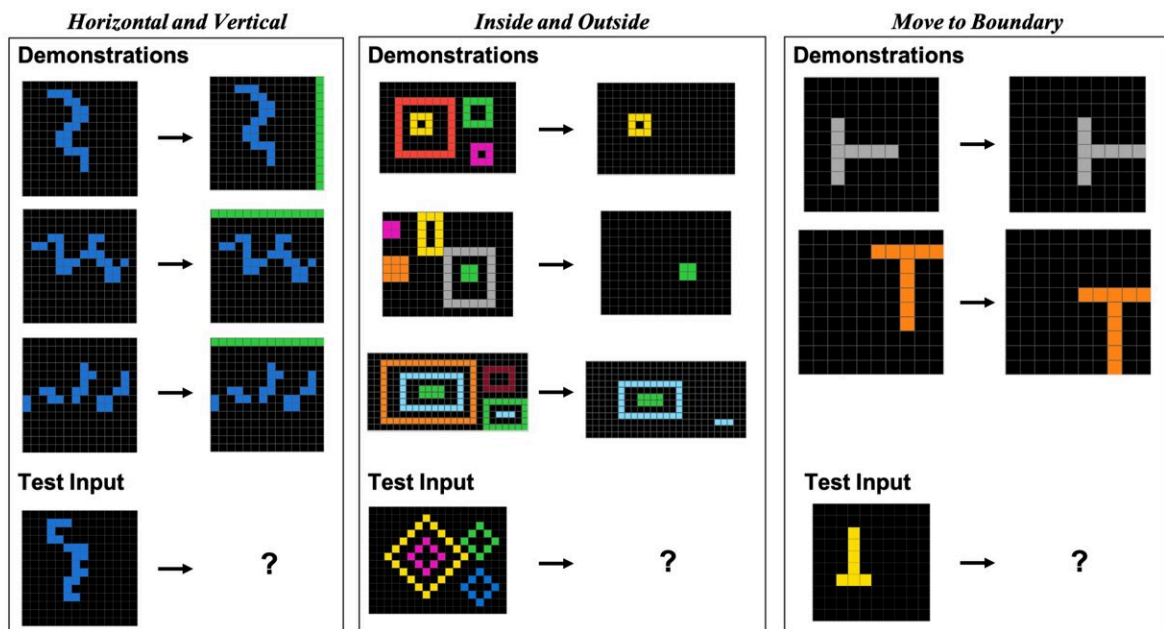 Horizontal and Vertical
Demonstrations
Test Input
?
Inside and Outside
Demonstrations
Test Input
?
Move to Boundary
Demonstrations
Test Input
?